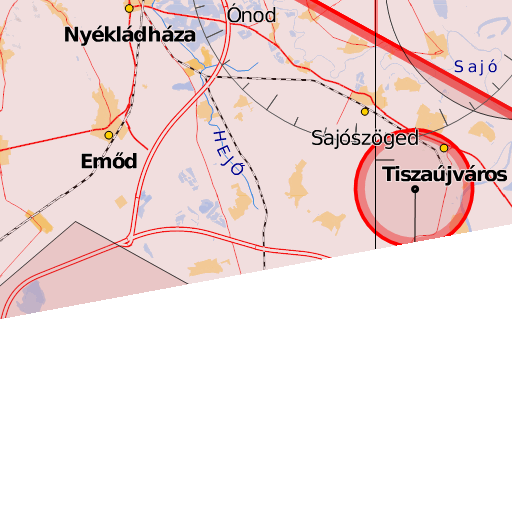 Ónod
Nyékládháza
Sajó
Sajószöged
HEJŐ
Emőd
Tiszaújváros